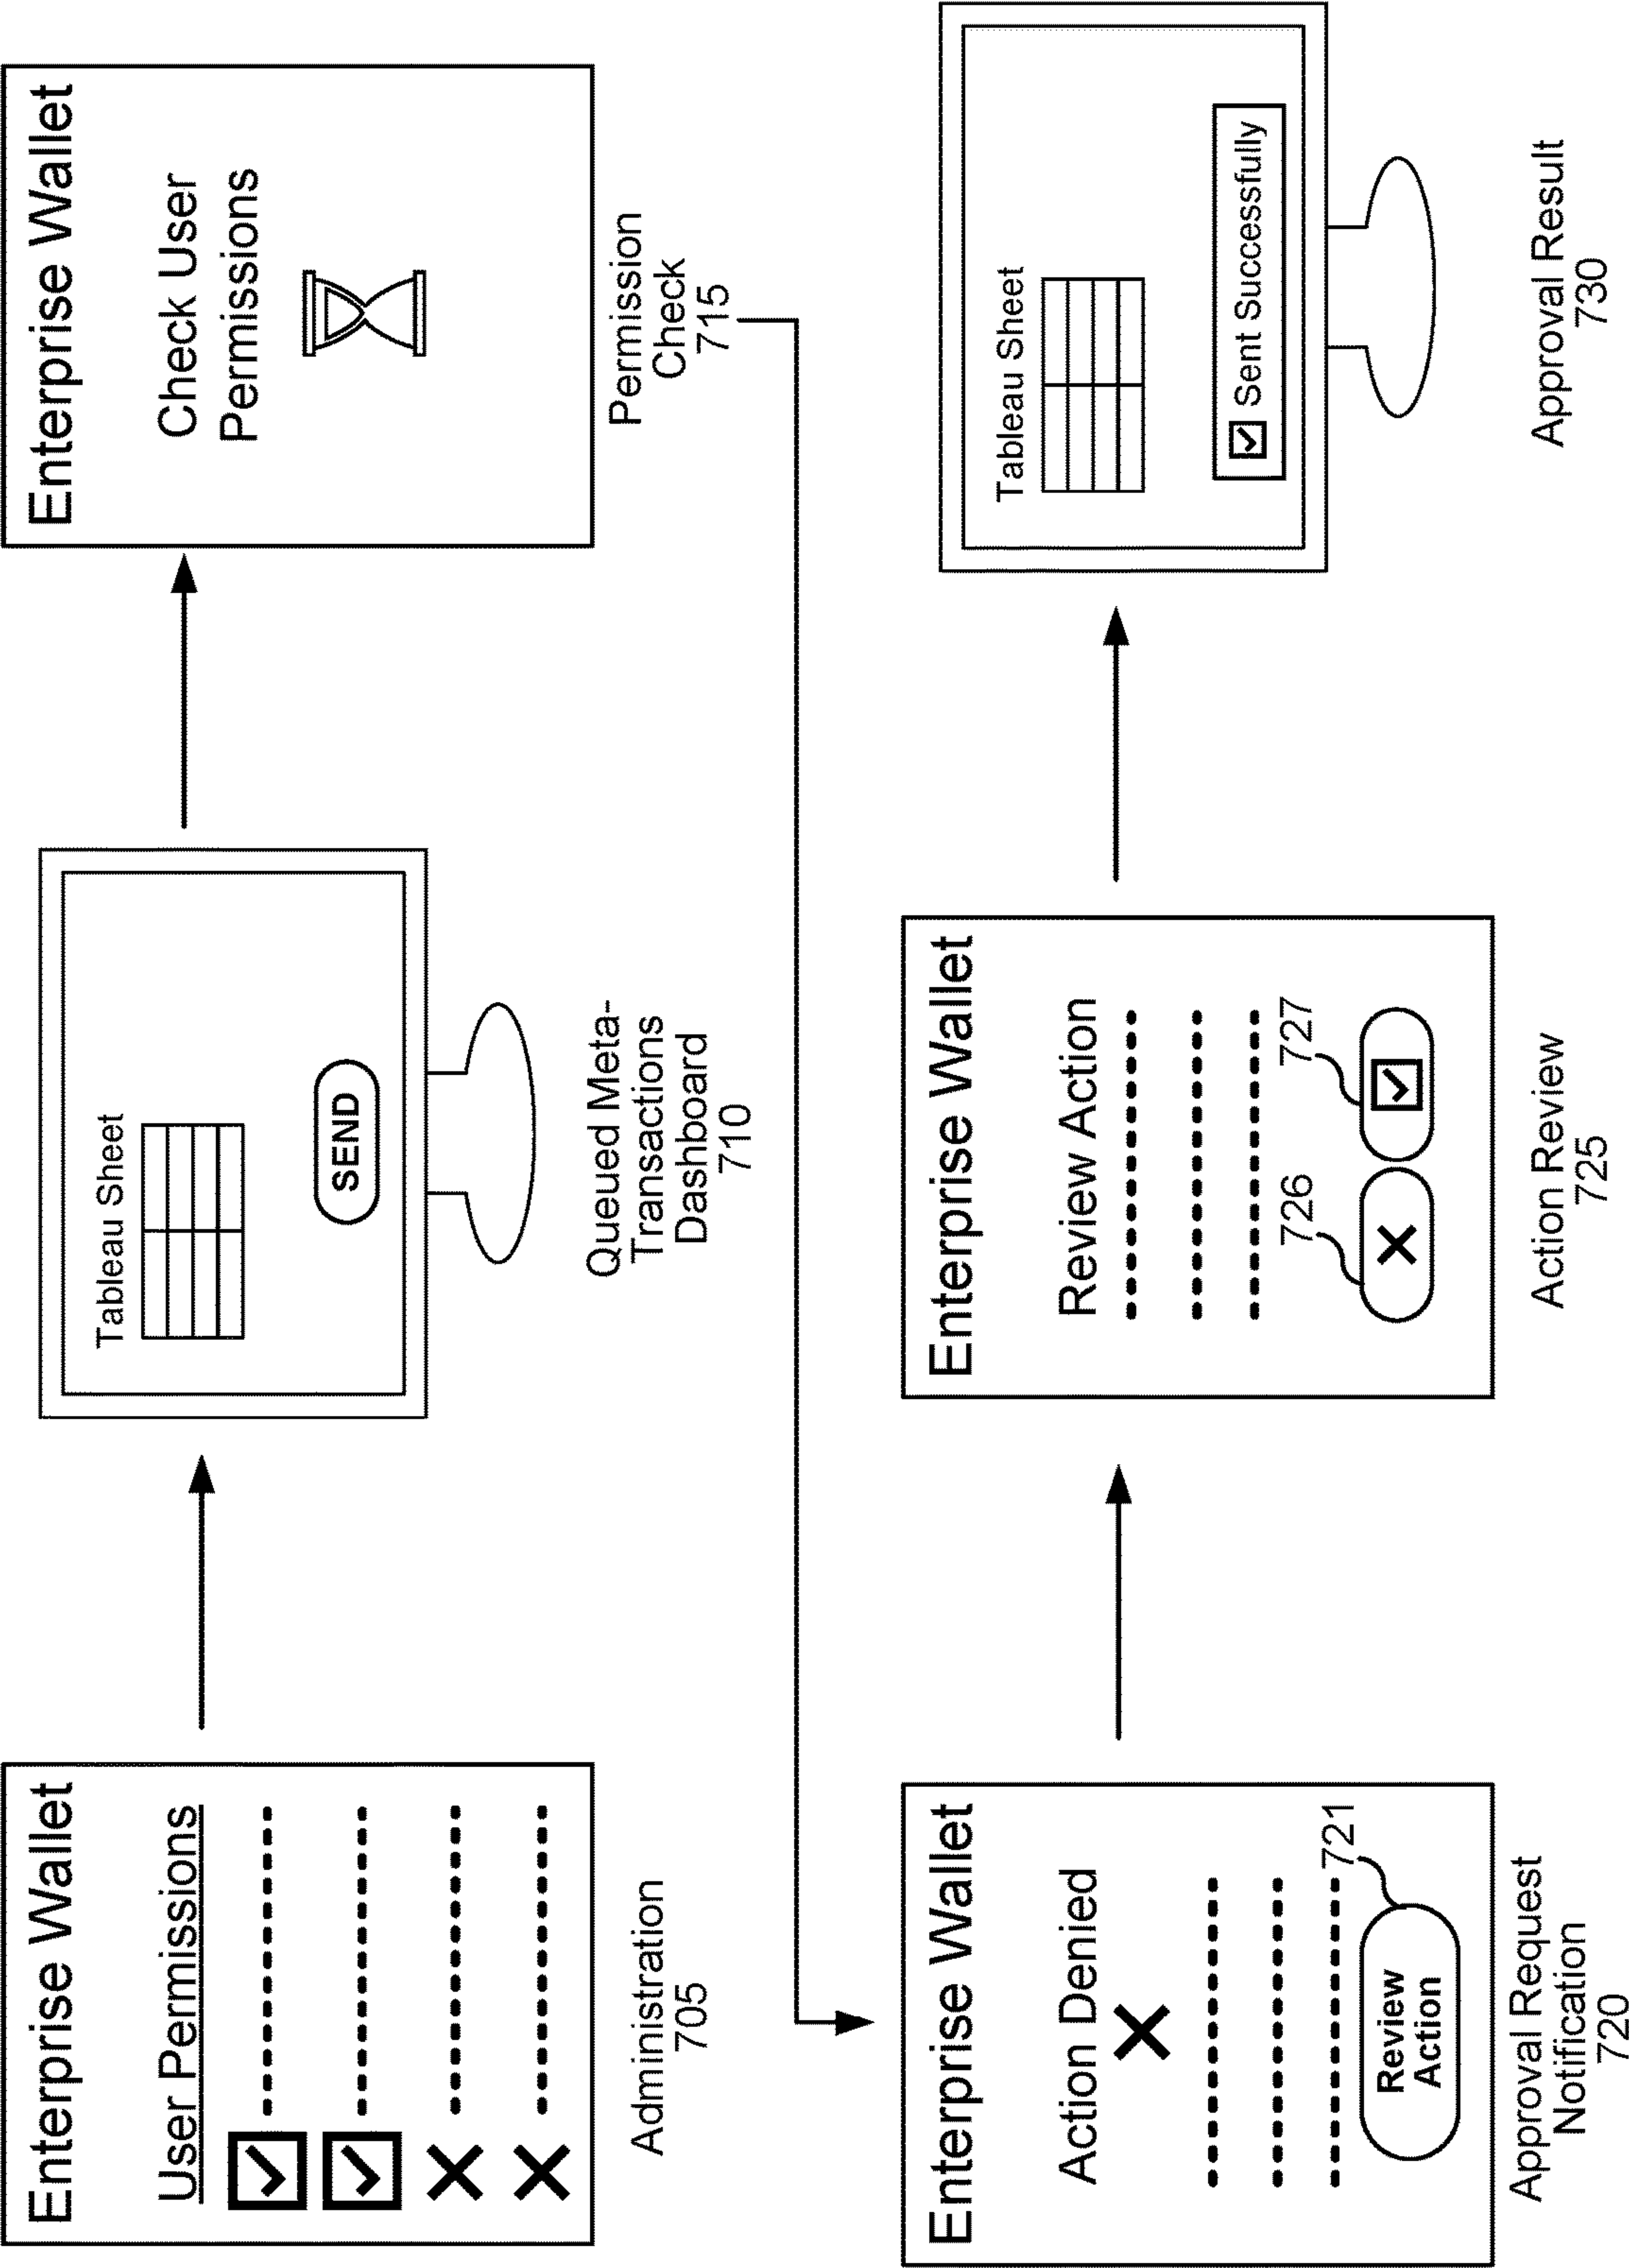 Enterprise Wallet
User Permissions
Administration
705
Tableau Sheet
SEND
Queued Meta-
Transactions
Dashboard
710
Enterprise Wallet
Check User
Permissions
Permission
Check
715
Enterprise Wallet
Action Denied
721
Review
Action
Approval Request
Notification
720
Enterprise Wallet
Review Action
726
727
Action Review
725
Tableau Sheet
Sent Successfully
Approval Result
730